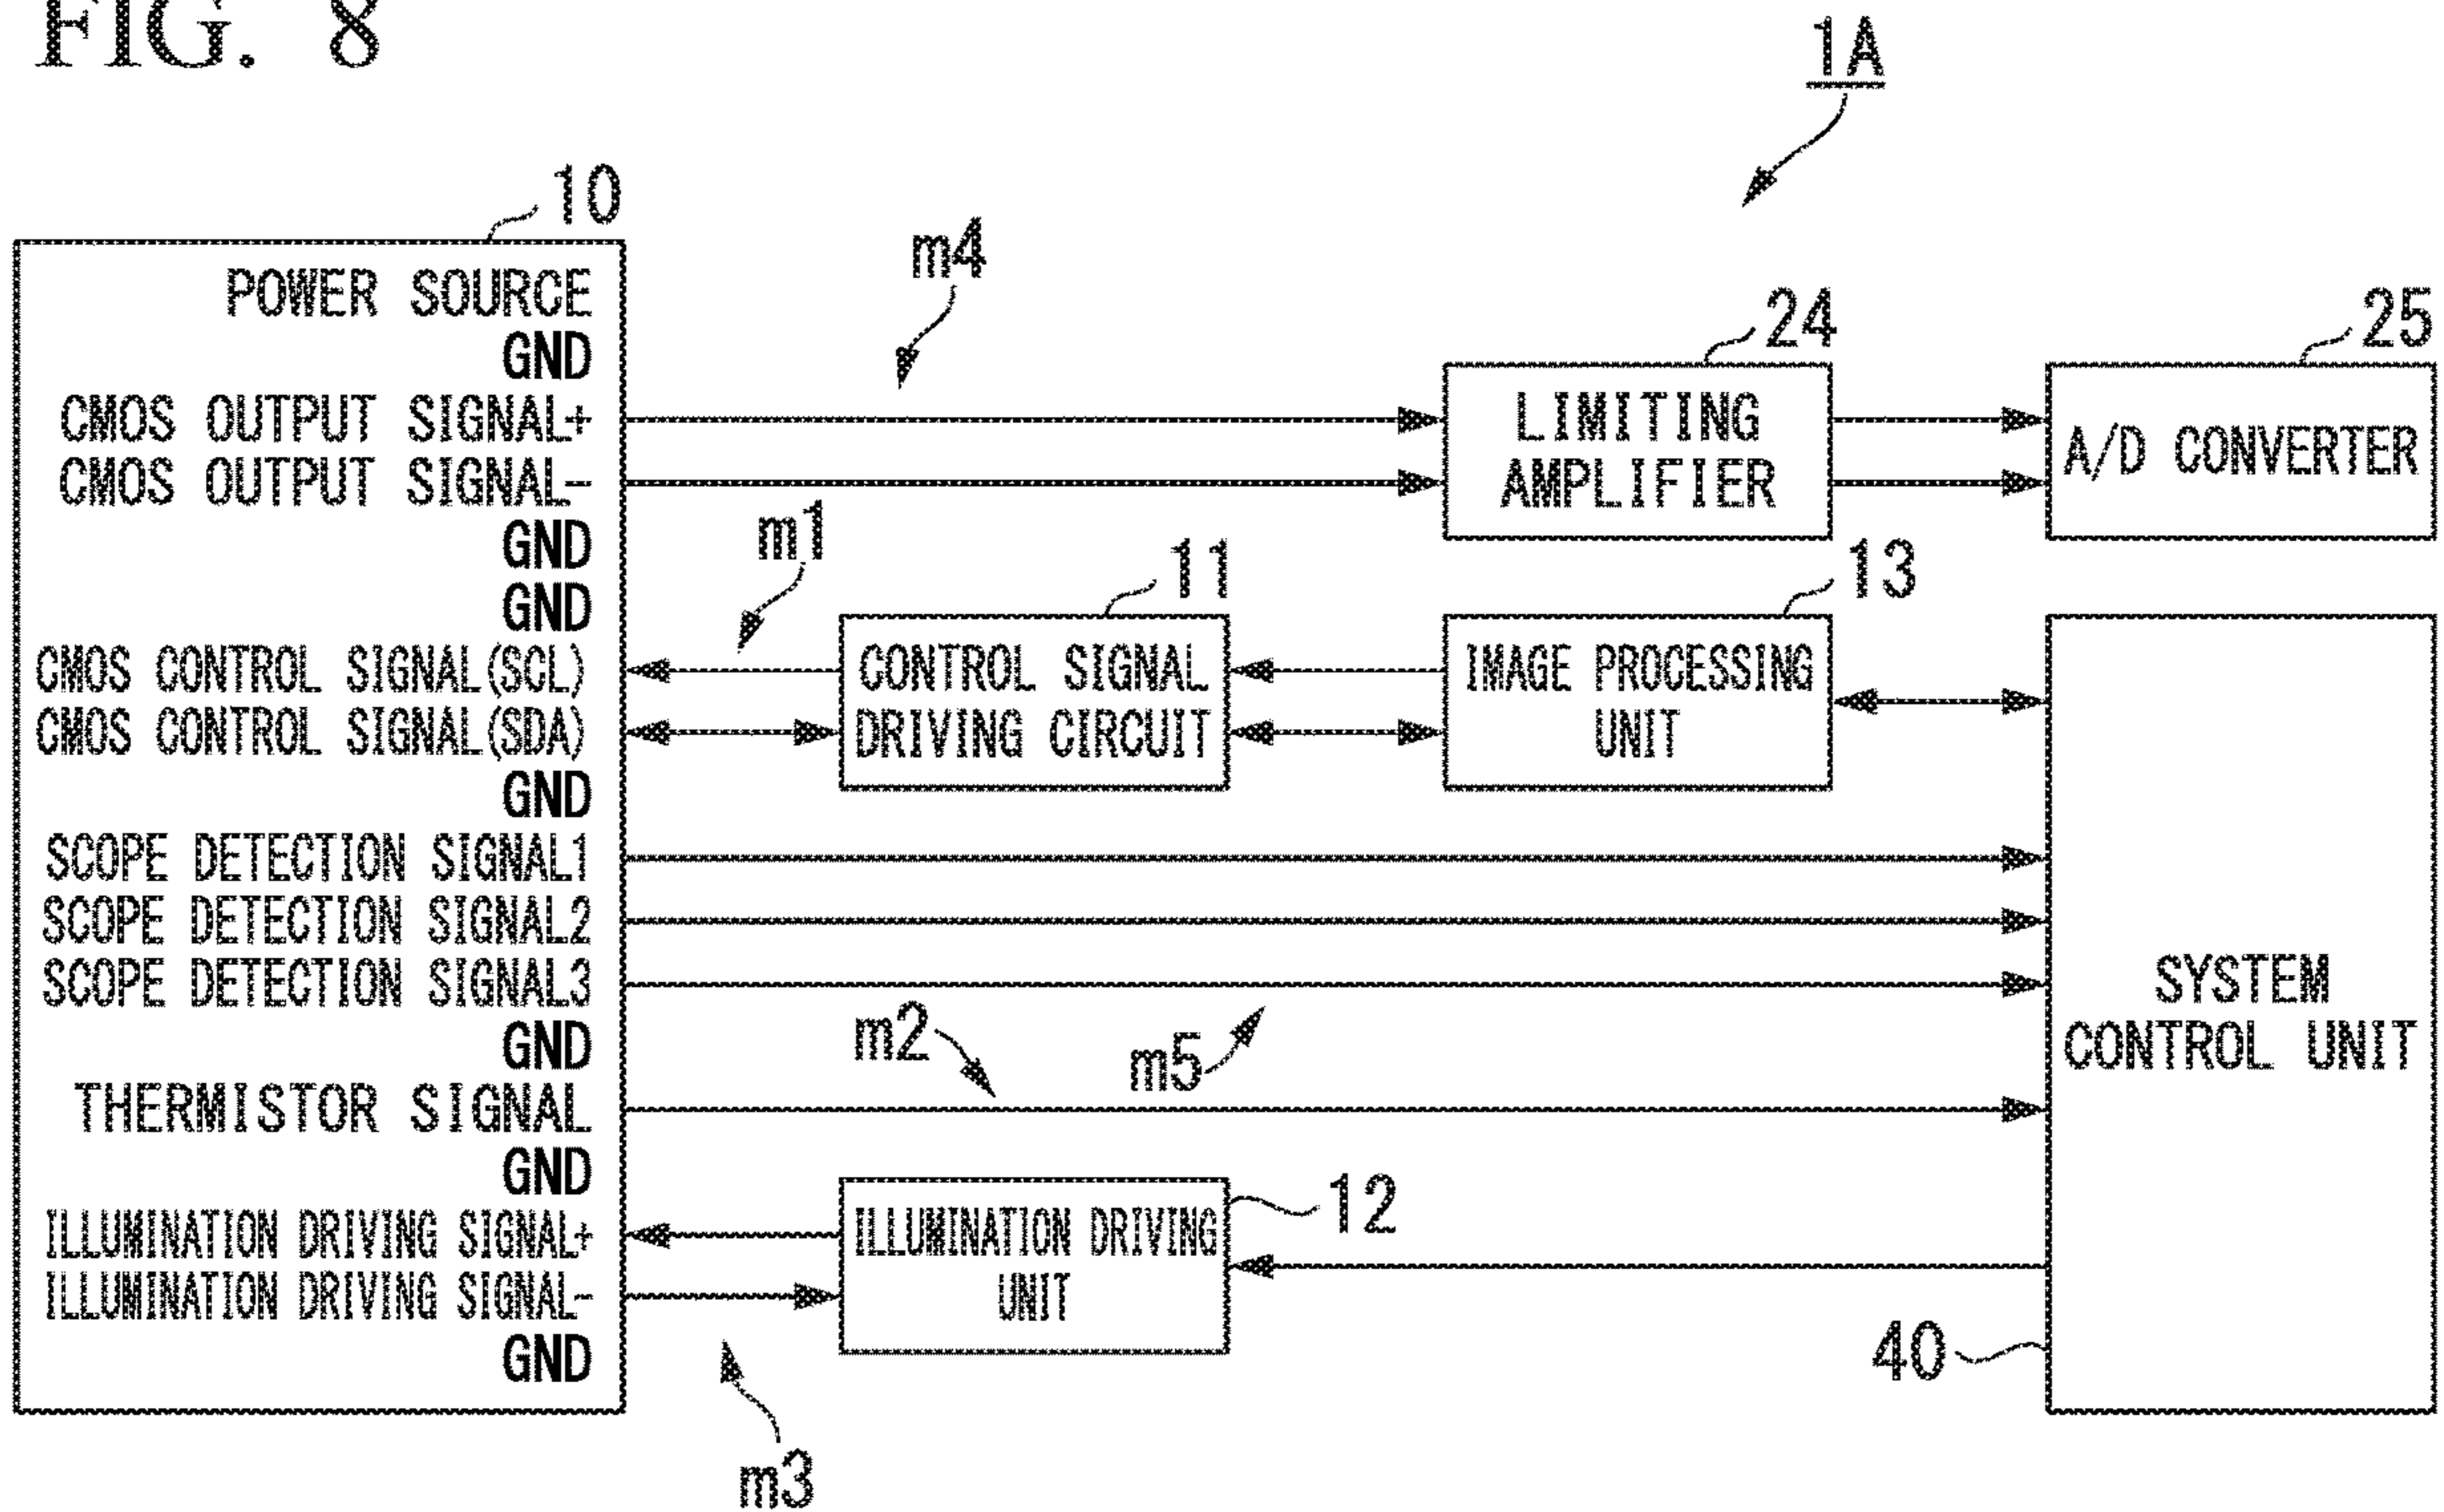 FIG. 8
1A
10
POWER SOURCE
GND
CMOS OUTPUT SIGNAL+
CMOS OUTPUT SIGNAL-
GND
GND
CMOS CONTROL SIGNAL(SCL)
CMOS CONTROL SIGNAL(SDA)
GND
SCOPE DETECTION SIGNAL1
SCOPE DETECTION SIGNAL2
SCOPE DETECTION SIGNAL3
GND
THERMISTOR SIGNAL
GND
ILLUMINATION DRIVING SIGNAL+
ILLUMINATION DRIVING SIGNAL-
GND
m4
24
LIMITING
AMPLIFIER
25
A/D CONVERTER
m1
11
CONTROL SIGNAL
DRIVING CIRCUIT
13
IMAGE PROCESSING
UNIT
m2
m5
SYSTEM
CONTROL UNIT
12
ILLUMINATION DRIVING
UNIT
40
m3